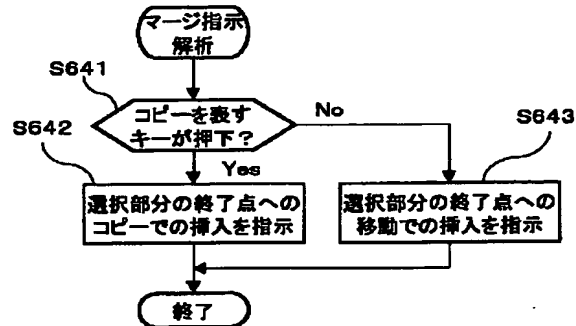 マージ指示
解析
S641
コピーを表す
キーが押下？
No
S642
S643
Yes
選択部分の終了点への
コピーでの挿入を指示
選択部分の終了点への
移動での挿入を指示
終了